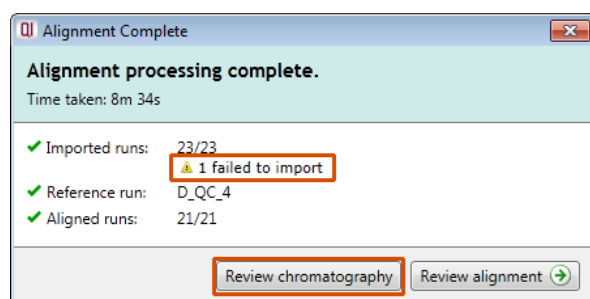 QI Alignment Complete
Alignment processing complete.
Time taken: 8m 34s
Imported runs: 23/23
1 failed to import
Reference run: D_QC_4
Aligned runs: 21/21
Review chromatography Review alignment